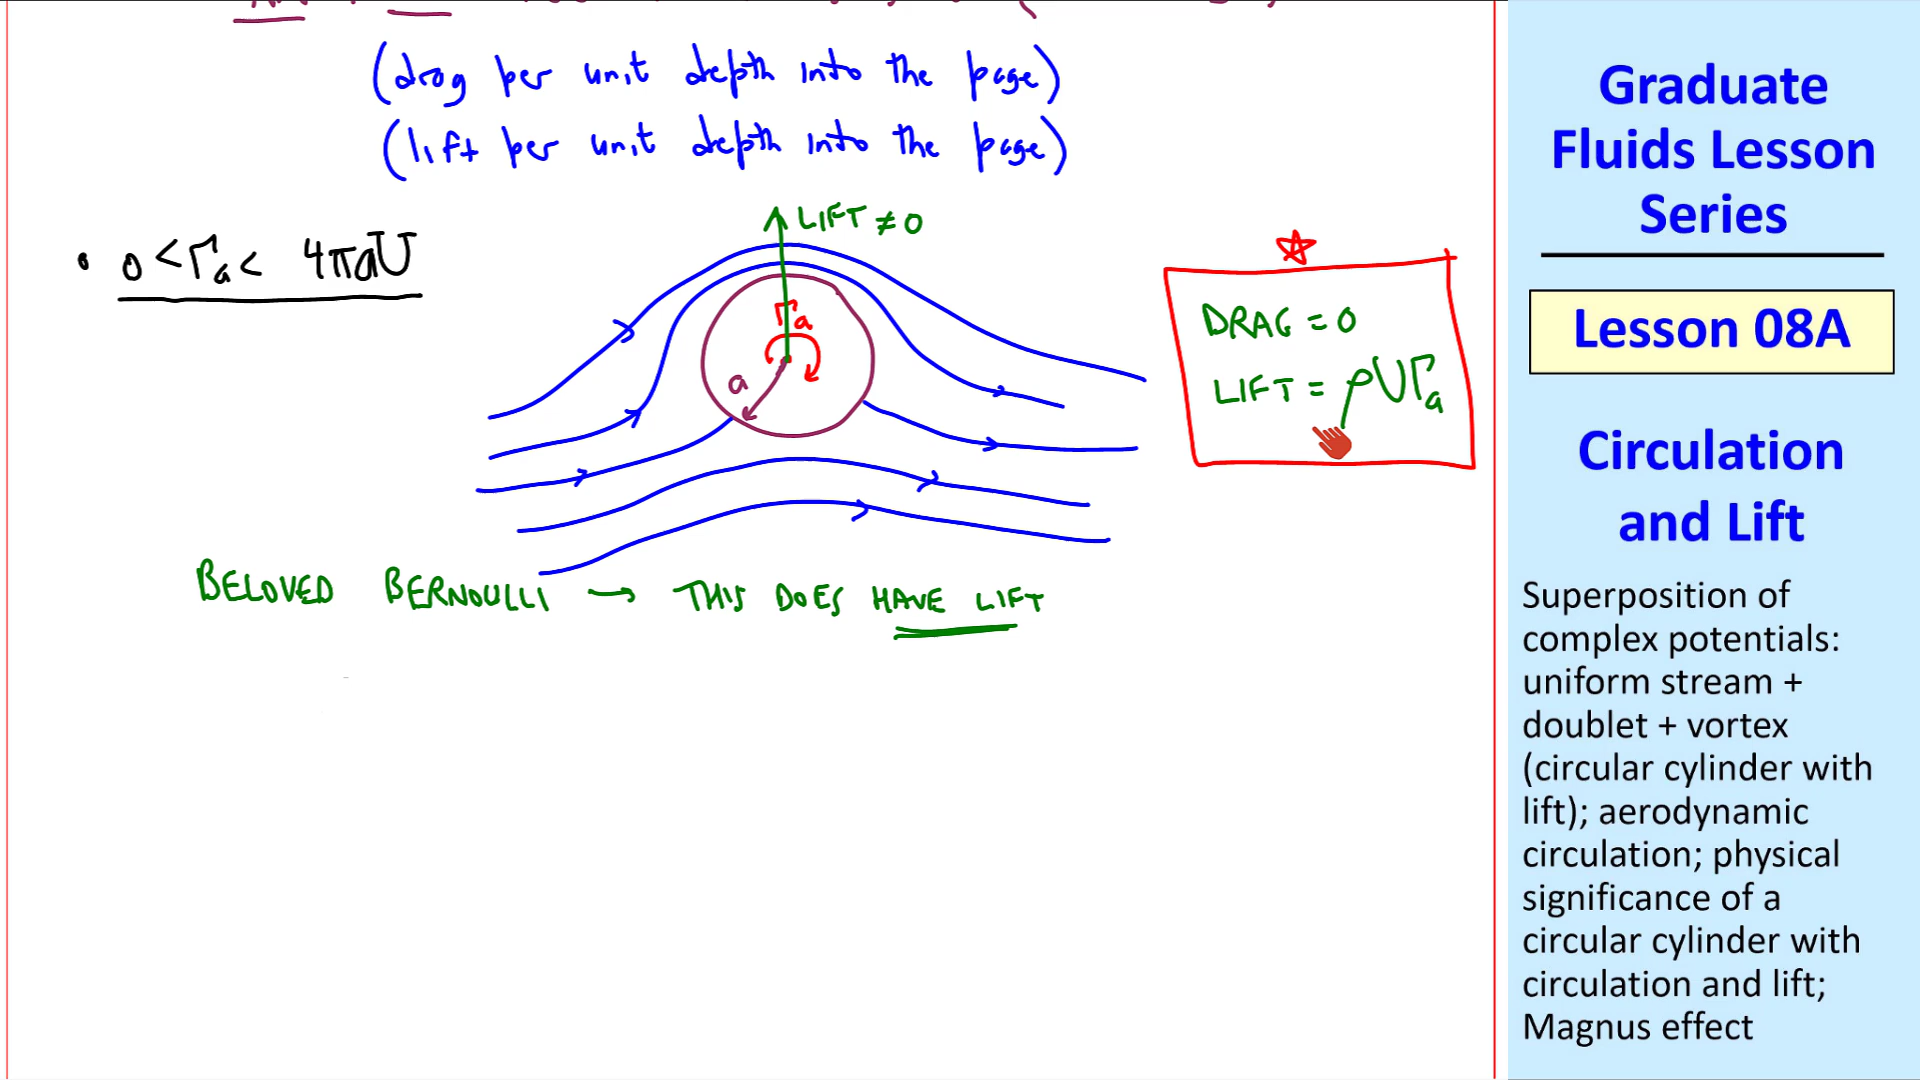 (drag per unit depth into the page)
(lift per unit depth into the page)
LIFT ≠ 0
• 0 < Γa < 4πaU
Γa
a
DRAG = 0
LIFT = ρUΓa
BELOVED BERNOULLI → THIS DOES HAVE LIFT
Graduate
Fluids Lesson
Series
Lesson 08A
Circulation
and Lift
Superposition of
complex potentials:
uniform stream +
doublet + vortex
(circular cylinder with
lift); aerodynamic
circulation; physical
significance of a
circular cylinder with
circulation and lift;
Magnus effect